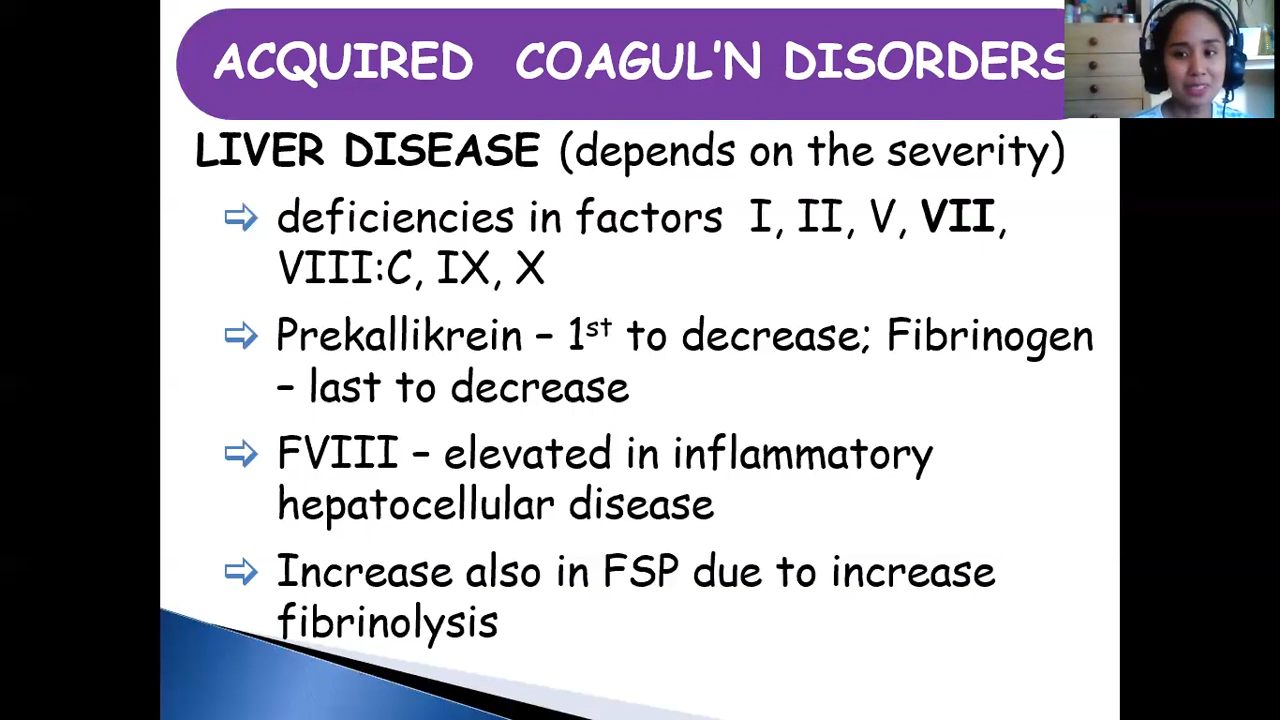 ACQUIRED COAGUL'N DISORDERS
LIVER DISEASE (depends on the severity)
deficiencies in factors I, II, V, VII,
VIII:C, IX, X
Prekallikrein – 1st to decrease; Fibrinogen
– last to decrease
FVIII – elevated in inflammatory
hepatocellular disease
Increase also in FSP due to increase
fibrinolysis